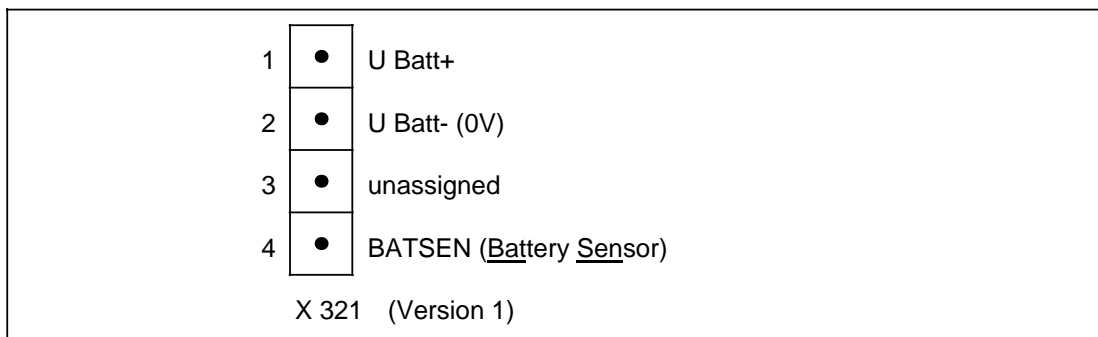 1 U Batt+
2 U Batt- (0V)
3 unassigned
4 BATSEN (Battery Sensor)
X 321 (Version 1)